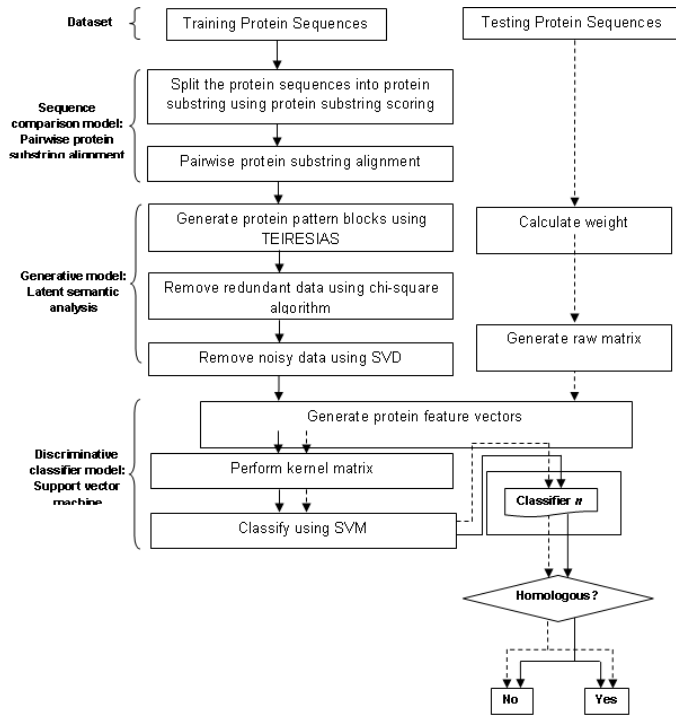 Dataset
Training Protein Sequences
Testing Protein Sequences
Sequence
comparison model:
Pairwise protein
substring alignment
Split the protein sequences into protein
substring using protein substring scoring
Pairwise protein substring alignment
Generative model:
Latent semantic
analysis
Generate protein pattern blocks using
TEIRESIAS
Remove redundant data using chi-square
algorithm
Remove noisy data using SVD
Calculate weight
Generate raw matrix
Discriminative
classifier model:
Support vector
machine
Generate protein feature vectors
Perform kernel matrix
Classify using SVM
Classifier n
Homologous?
No
Yes